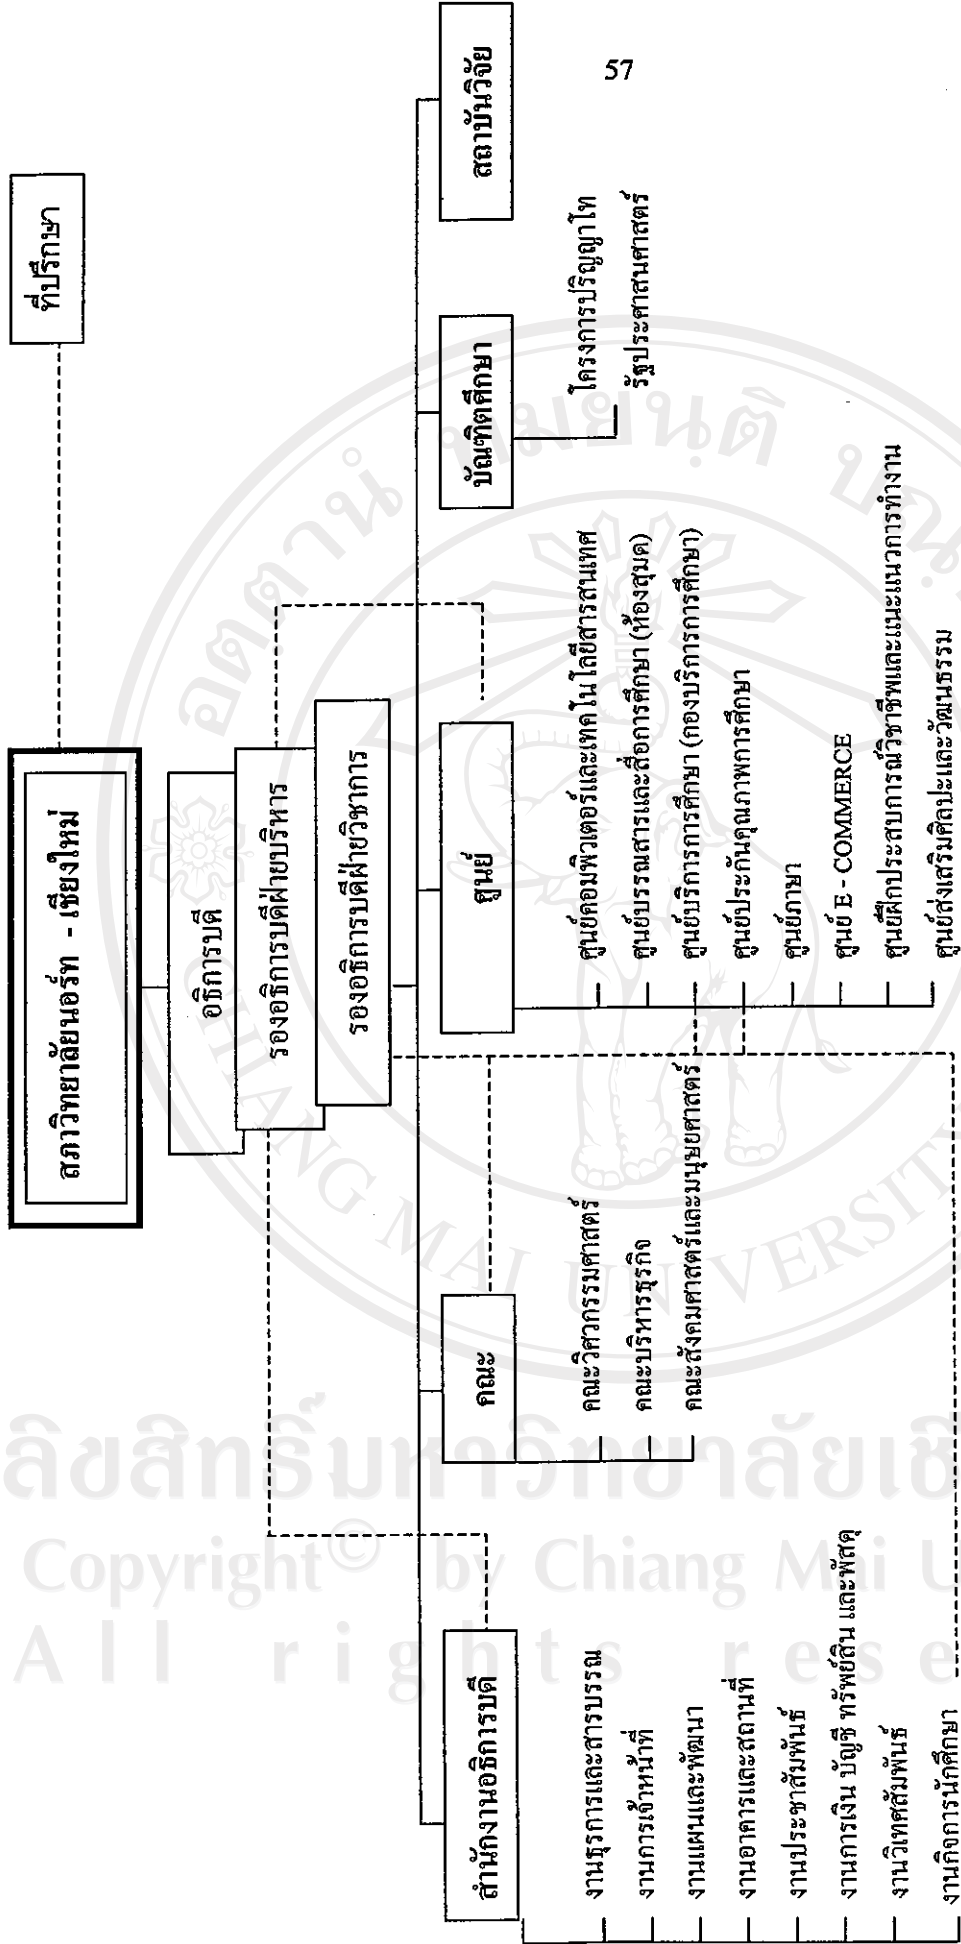 57
สภาวิทยาลัยนอร์ท - เชียงใหม่
ที่ปรึกษา
อธิการบดี
รองอธิการบดีฝ่ายบริหาร
รองอธิการบดีฝ่ายวิชาการ
สำนักงานอธิการบดี
งานธุรการและสารบรรณ
งานการเจ้าหน้าที่
งานแผนและพัฒนา
งานอาคารและสถานที่
งานประชาสัมพันธ์
งานการเงิน บัญชี ทรัพย์สิน และพัสดุ
งานวิเทศสัมพันธ์
งานกิจการนักศึกษา
คณะ
คณะวิศวกรรมศาสตร์
คณะบริหารธุรกิจ
คณะสังคมศาสตร์และมนุษยศาสตร์
ศูนย์
ศูนย์คอมพิวเตอร์และเทคโนโลยีสารสนเทศ
ศูนย์บรรณสารและสื่อการศึกษา (ห้องสุมด)
ศูนย์บริการการศึกษา (กองบริการการศึกษา)
ศูนย์ประกันคุณภาพการศึกษา
ศูนย์ภาษา
ศูนย์ E - COMMERCE
ศูนย์ฝึกประสบการณ์วิชาชีพและแนะแนวการทำงาน
ศูนย์ส่งเสริมศิลปะและวัฒนธรรม
บัณฑิตศึกษา
โครงการปริญญาโท
รัฐประศาสนศาสตร์
สถาบันวิจัย
อตฺตานํ ทมยนฺติ
CHIANG MAI UNIVERSIT
ลิขสิทธิ์มหาวิทยาลัยเชี
Copyright© by Chiang Mai U
All rights rese